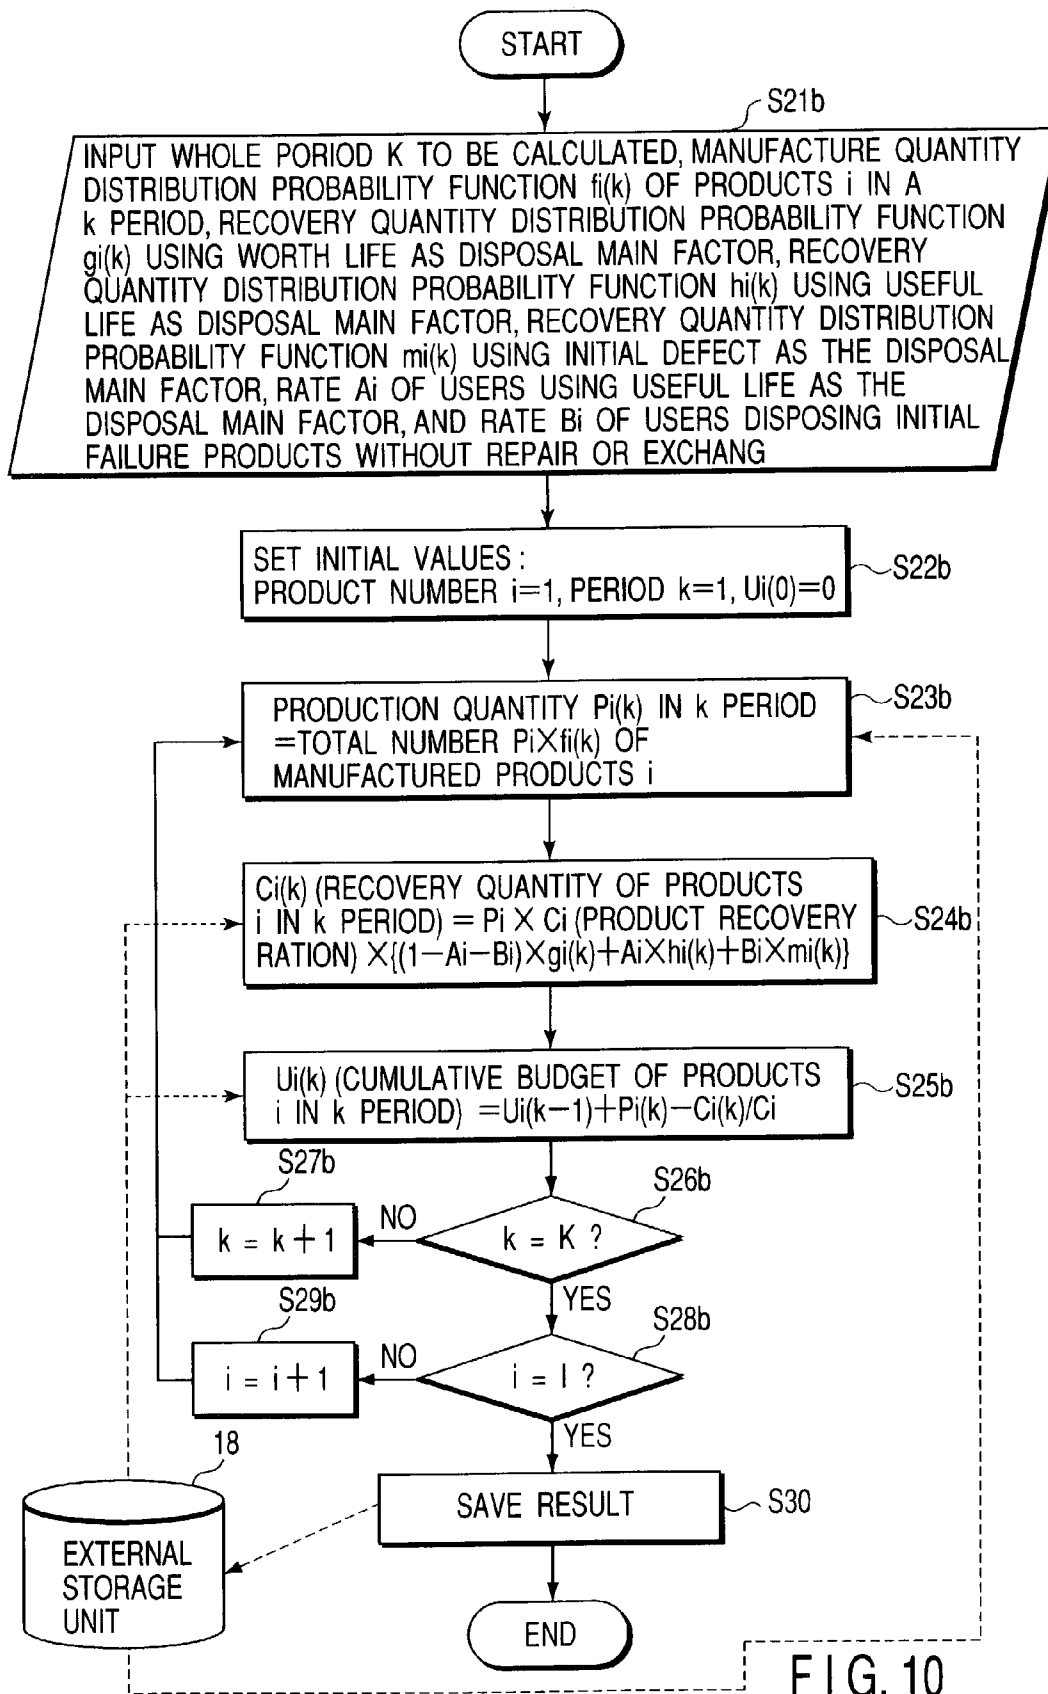 START
S21b
INPUT WHOLE PORIOD K TO BE CALCULATED, MANUFACTURE QUANTITY
DISTRIBUTION PROBABILITY FUNCTION fi(k) OF PRODUCTS i IN A
k PERIOD, RECOVERY QUANTITY DISTRIBUTION PROBABILITY FUNCTION
gi(k) USING WORTH LIFE AS DISPOSAL MAIN FACTOR, RECOVERY
QUANTITY DISTRIBUTION PROBABILITY FUNCTION hi(k) USING USEFUL
LIFE AS DISPOSAL MAIN FACTOR, RECOVERY QUANTITY DISTRIBUTION
PROBABILITY FUNCTION mi(k) USING INITIAL DEFECT AS THE DISPOSAL
MAIN FACTOR, RATE Ai OF USERS USING USEFUL LIFE AS THE
DISPOSAL MAIN FACTOR, AND RATE Bi OF USERS DISPOSING INITIAL
FAILURE PRODUCTS WITHOUT REPAIR OR EXCHANG
SET INITIAL VALUES :
PRODUCT NUMBER i=1, PERIOD k=1, Ui(0)=0
S22b
PRODUCTION QUANTITY Pi(k) IN k PERIOD
=TOTAL NUMBER Pi×fi(k) OF
MANUFACTURED PRODUCTS i
S23b
Ci(k) (RECOVERY QUANTITY OF PRODUCTS
i IN k PERIOD) = Pi × Ci (PRODUCT RECOVERY
RATION) ×{(1−Ai−Bi)×gi(k)+Ai×hi(k)+Bi×mi(k)}
S24b
Ui(k) (CUMULATIVE BUDGET OF PRODUCTS
i IN k PERIOD) =Ui(k−1)+Pi(k)−Ci(k)/Ci
S25b
S27b
k = k + 1
NO
S26b
k = K ?
YES
S29b
i = i + 1
NO
S28b
i = I ?
YES
18
EXTERNAL
STORAGE
UNIT
SAVE RESULT
S30
END
FIG. 10